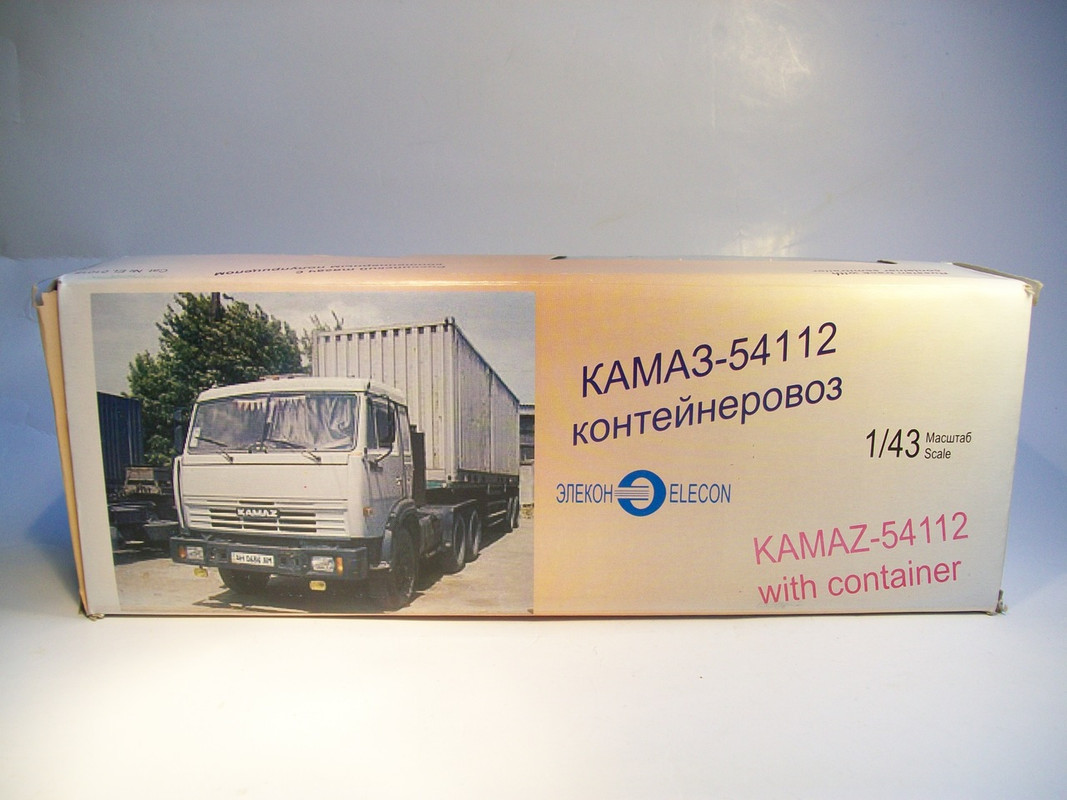 КАМАЗ-54112
контейнеровоз
1/43 Масштаб
Scale
ЭЛЕКОН ELECON
KAMAZ-54112
with container
KAMAZ